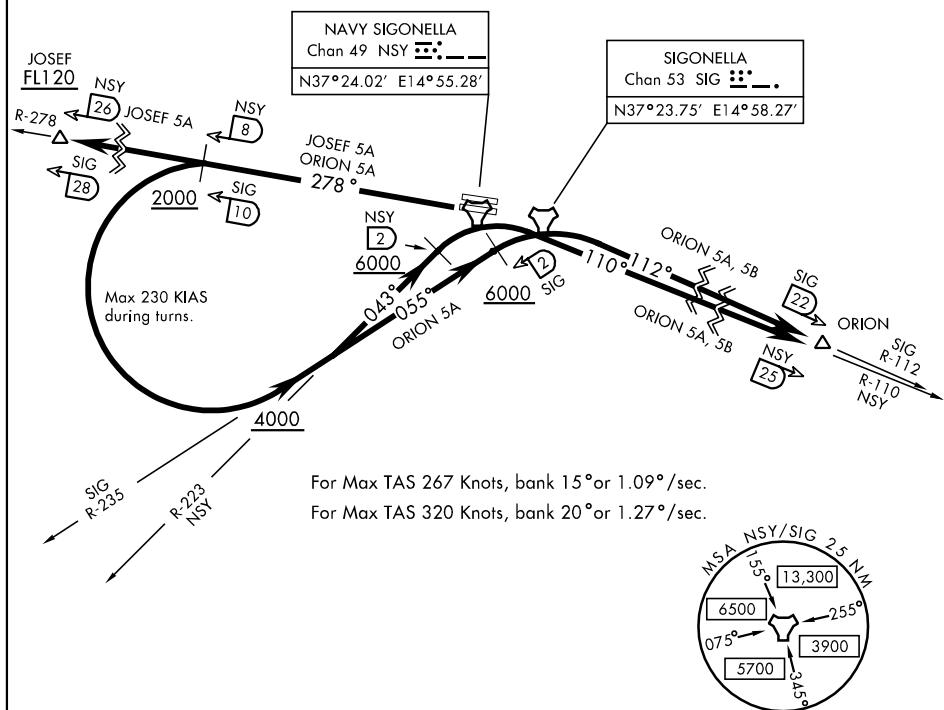 NAVY SIGONELLA
Chan 49 NSY
N37°24.02' E14°55.28'
SIGONELLA
Chan 53 SIG
N37°23.75' E14°58.27'
JOSEF
FL120
NSY
26
R-278
JOSEF 5A
SIG
28
NSY
8
SIG
10
2000
JOSEF 5A
ORION 5A
278°
NSY
2
6000
2
SIG
6000
043°
055°
ORION 5A
Max 230 KIAS
during turns.
4000
SIG
R-235
R-223
NSY
110°
112°
ORION 5A, 5B
ORION 5A, 5B
SIG
22
ORION
NSY
25
SIG
R-112
R-110
NSY
For Max TAS 267 Knots, bank 15° or 1.09°/sec.
For Max TAS 320 Knots, bank 20° or 1.27°/sec.
MSA NSY/SIG 25 NM
155°
13,300
6500
255°
075°
3900
5700
345°